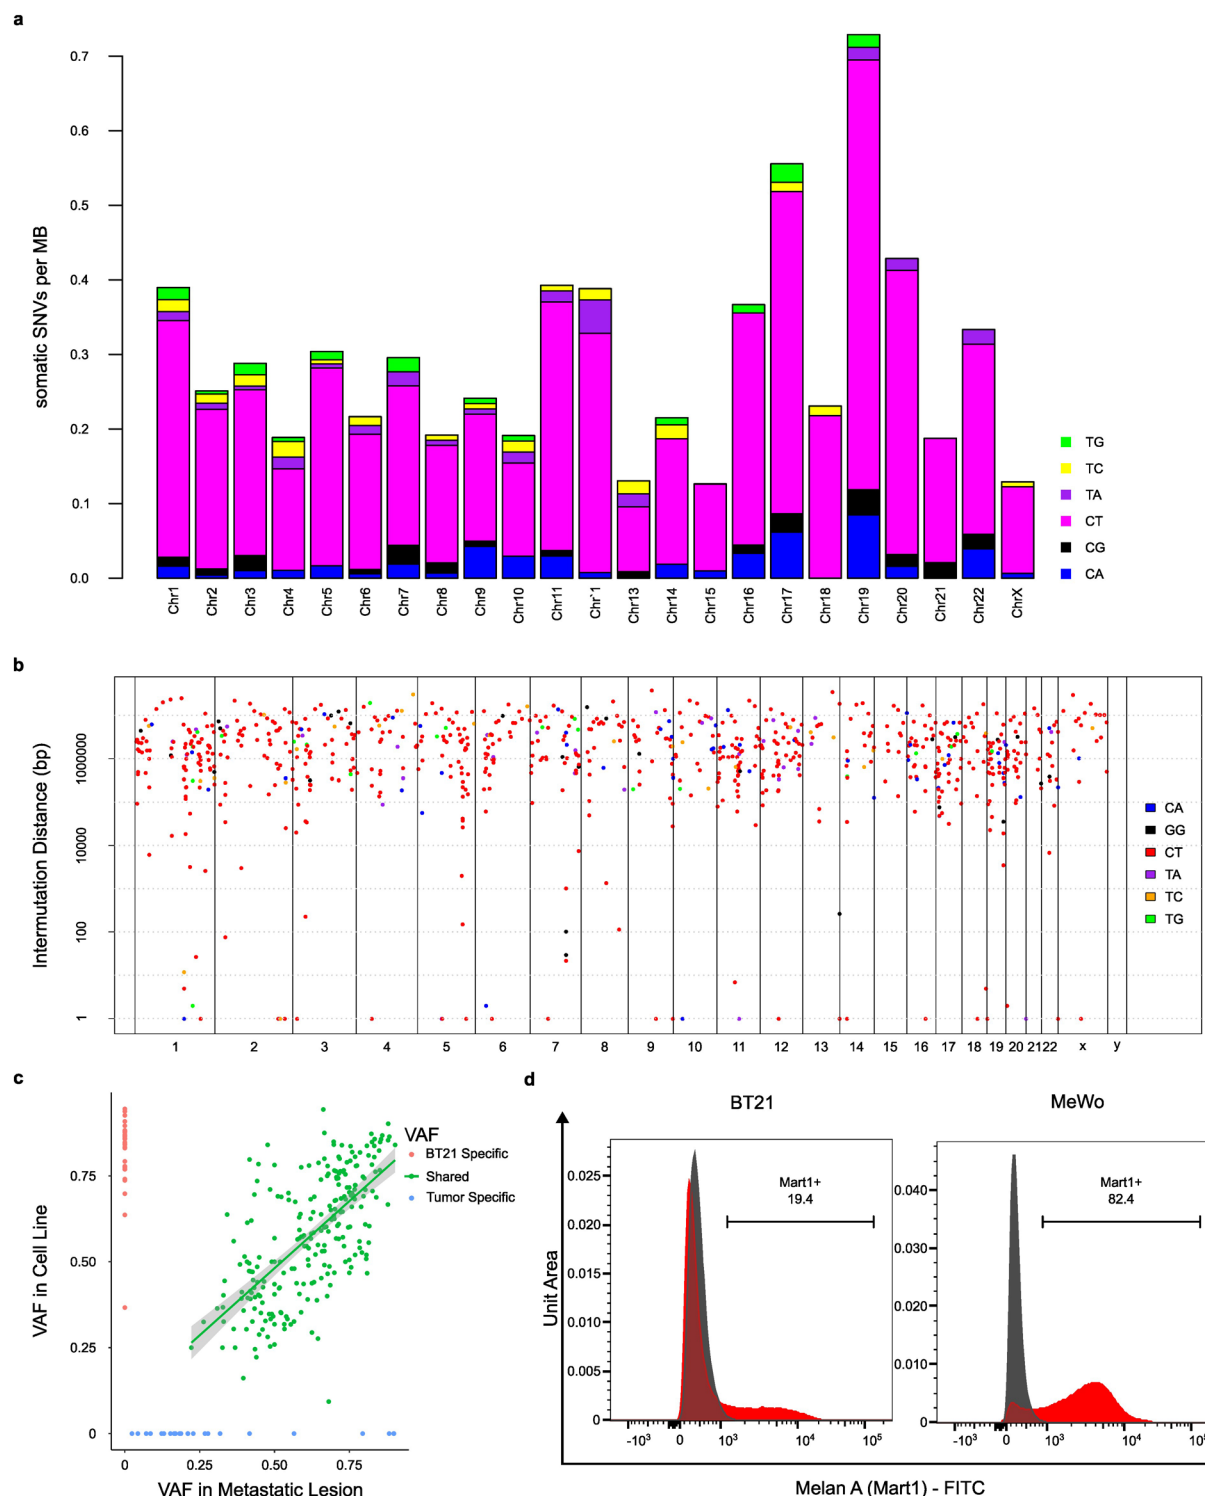 a
somatic SNVs per MB
0.7
0.6
0.5
0.4
0.3
0.2
0.1
0.0
Chr1
Chr2
Chr3
Chr4
Chr5
Chr6
Chr7
Chr8
Chr9
Chr10
Chr11
Chr`1
Chr13
Chr14
Chr15
Chr16
Chr17
Chr18
Chr19
Chr20
Chr21
Chr22
ChrX
TG
TC
TA
CT
CG
CA
b
Intermutation Distance (bp)
1000000
10000
100
1
1 2 3 4 5 6 7 8 9 10 11 12 13 14 15 16 17 18 19 20 21 22 x y
CA
GG
CT
TA
TC
TG
c
VAF in Cell Line
0.75
0.50
0.25
0
0 0.25 0.50 0.75
VAF in Metastatic Lesion
VAF
BT21 Specific
Shared
Tumor Specific
d
BT21
MeWo
Unit Area
0.025
0.020
0.015
0.010
0.005
0
Mart1+
19.4
-10³ 0 10³ 10⁴ 10⁵
0.040
0.030
0.020
0.010
0
Mart1+
82.4
-10³ 0 10³ 10⁴ 10⁵
Melan A (Mart1) - FITC